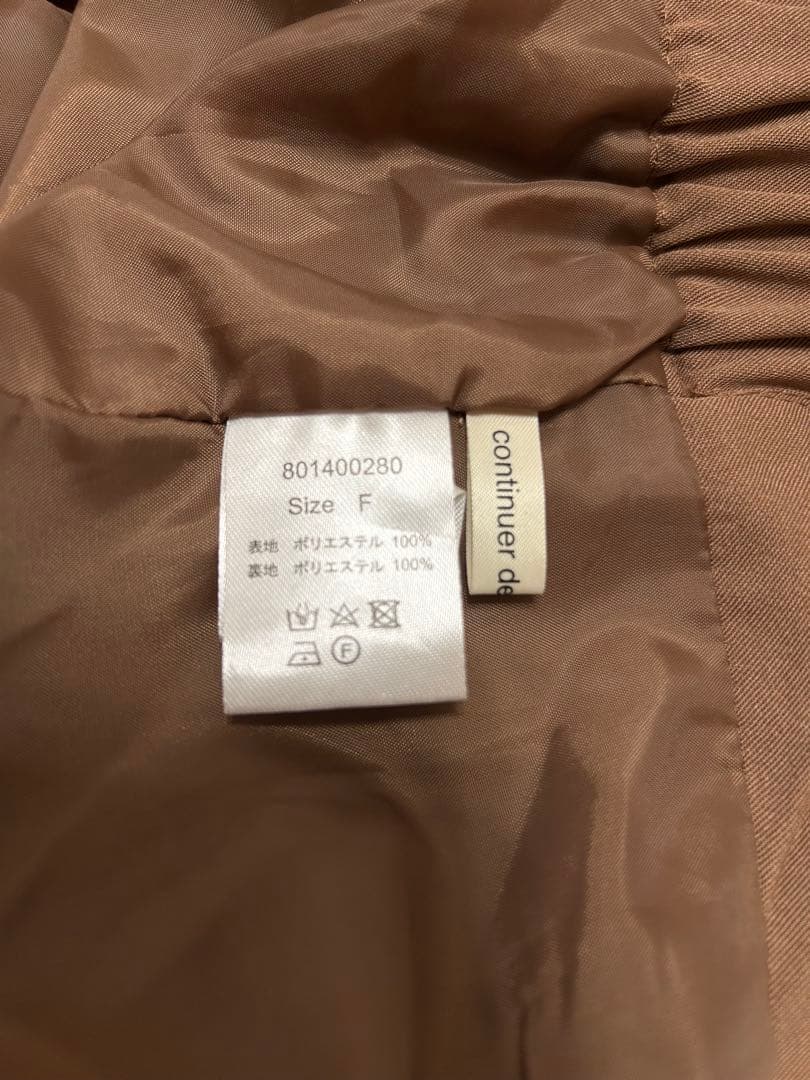 801400280
Size F
表地 ポリエステル 100%
裏地 ポリエステル 100%
F
continuer de